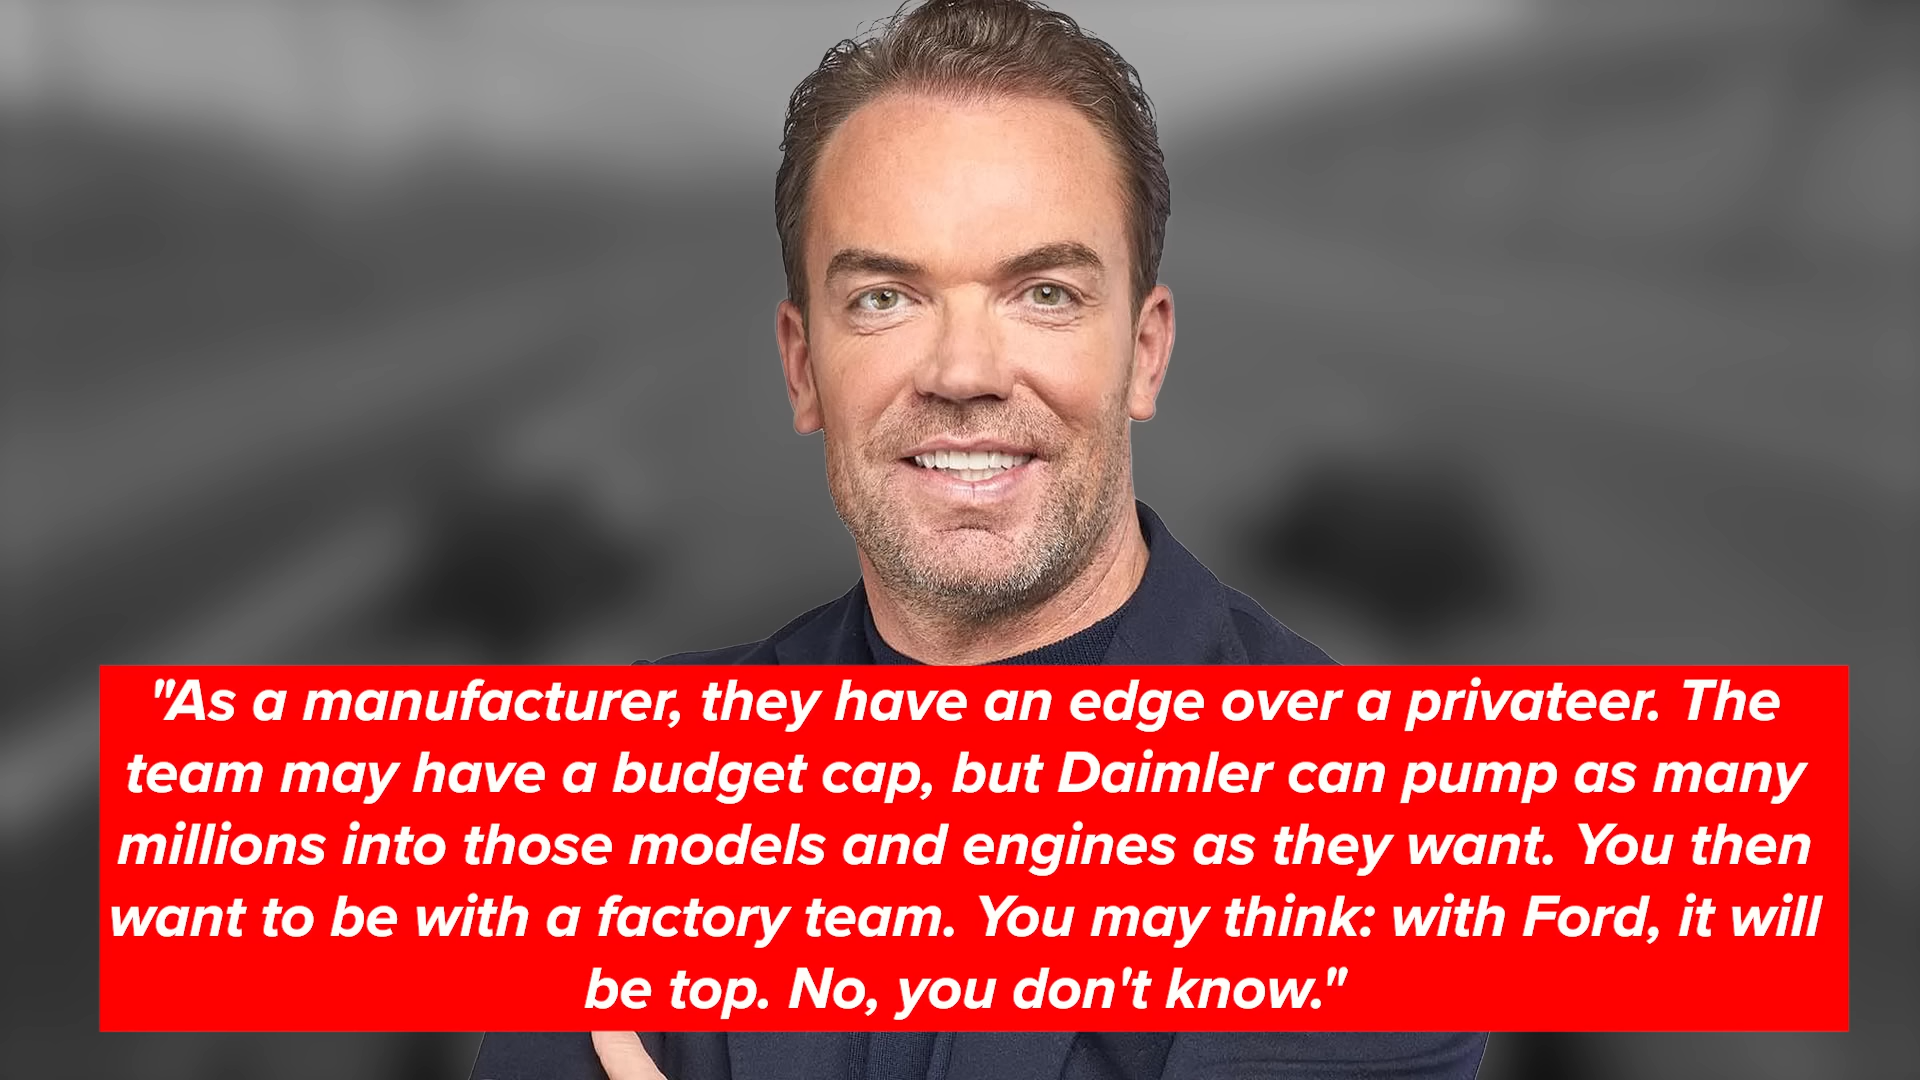 "As a manufacturer, they have an edge over a privateer. The
team may have a budget cap, but Daimler can pump as many
millions into those models and engines as they want. You then
want to be with a factory team. You may think: with Ford, it will
be top. No, you don't know."